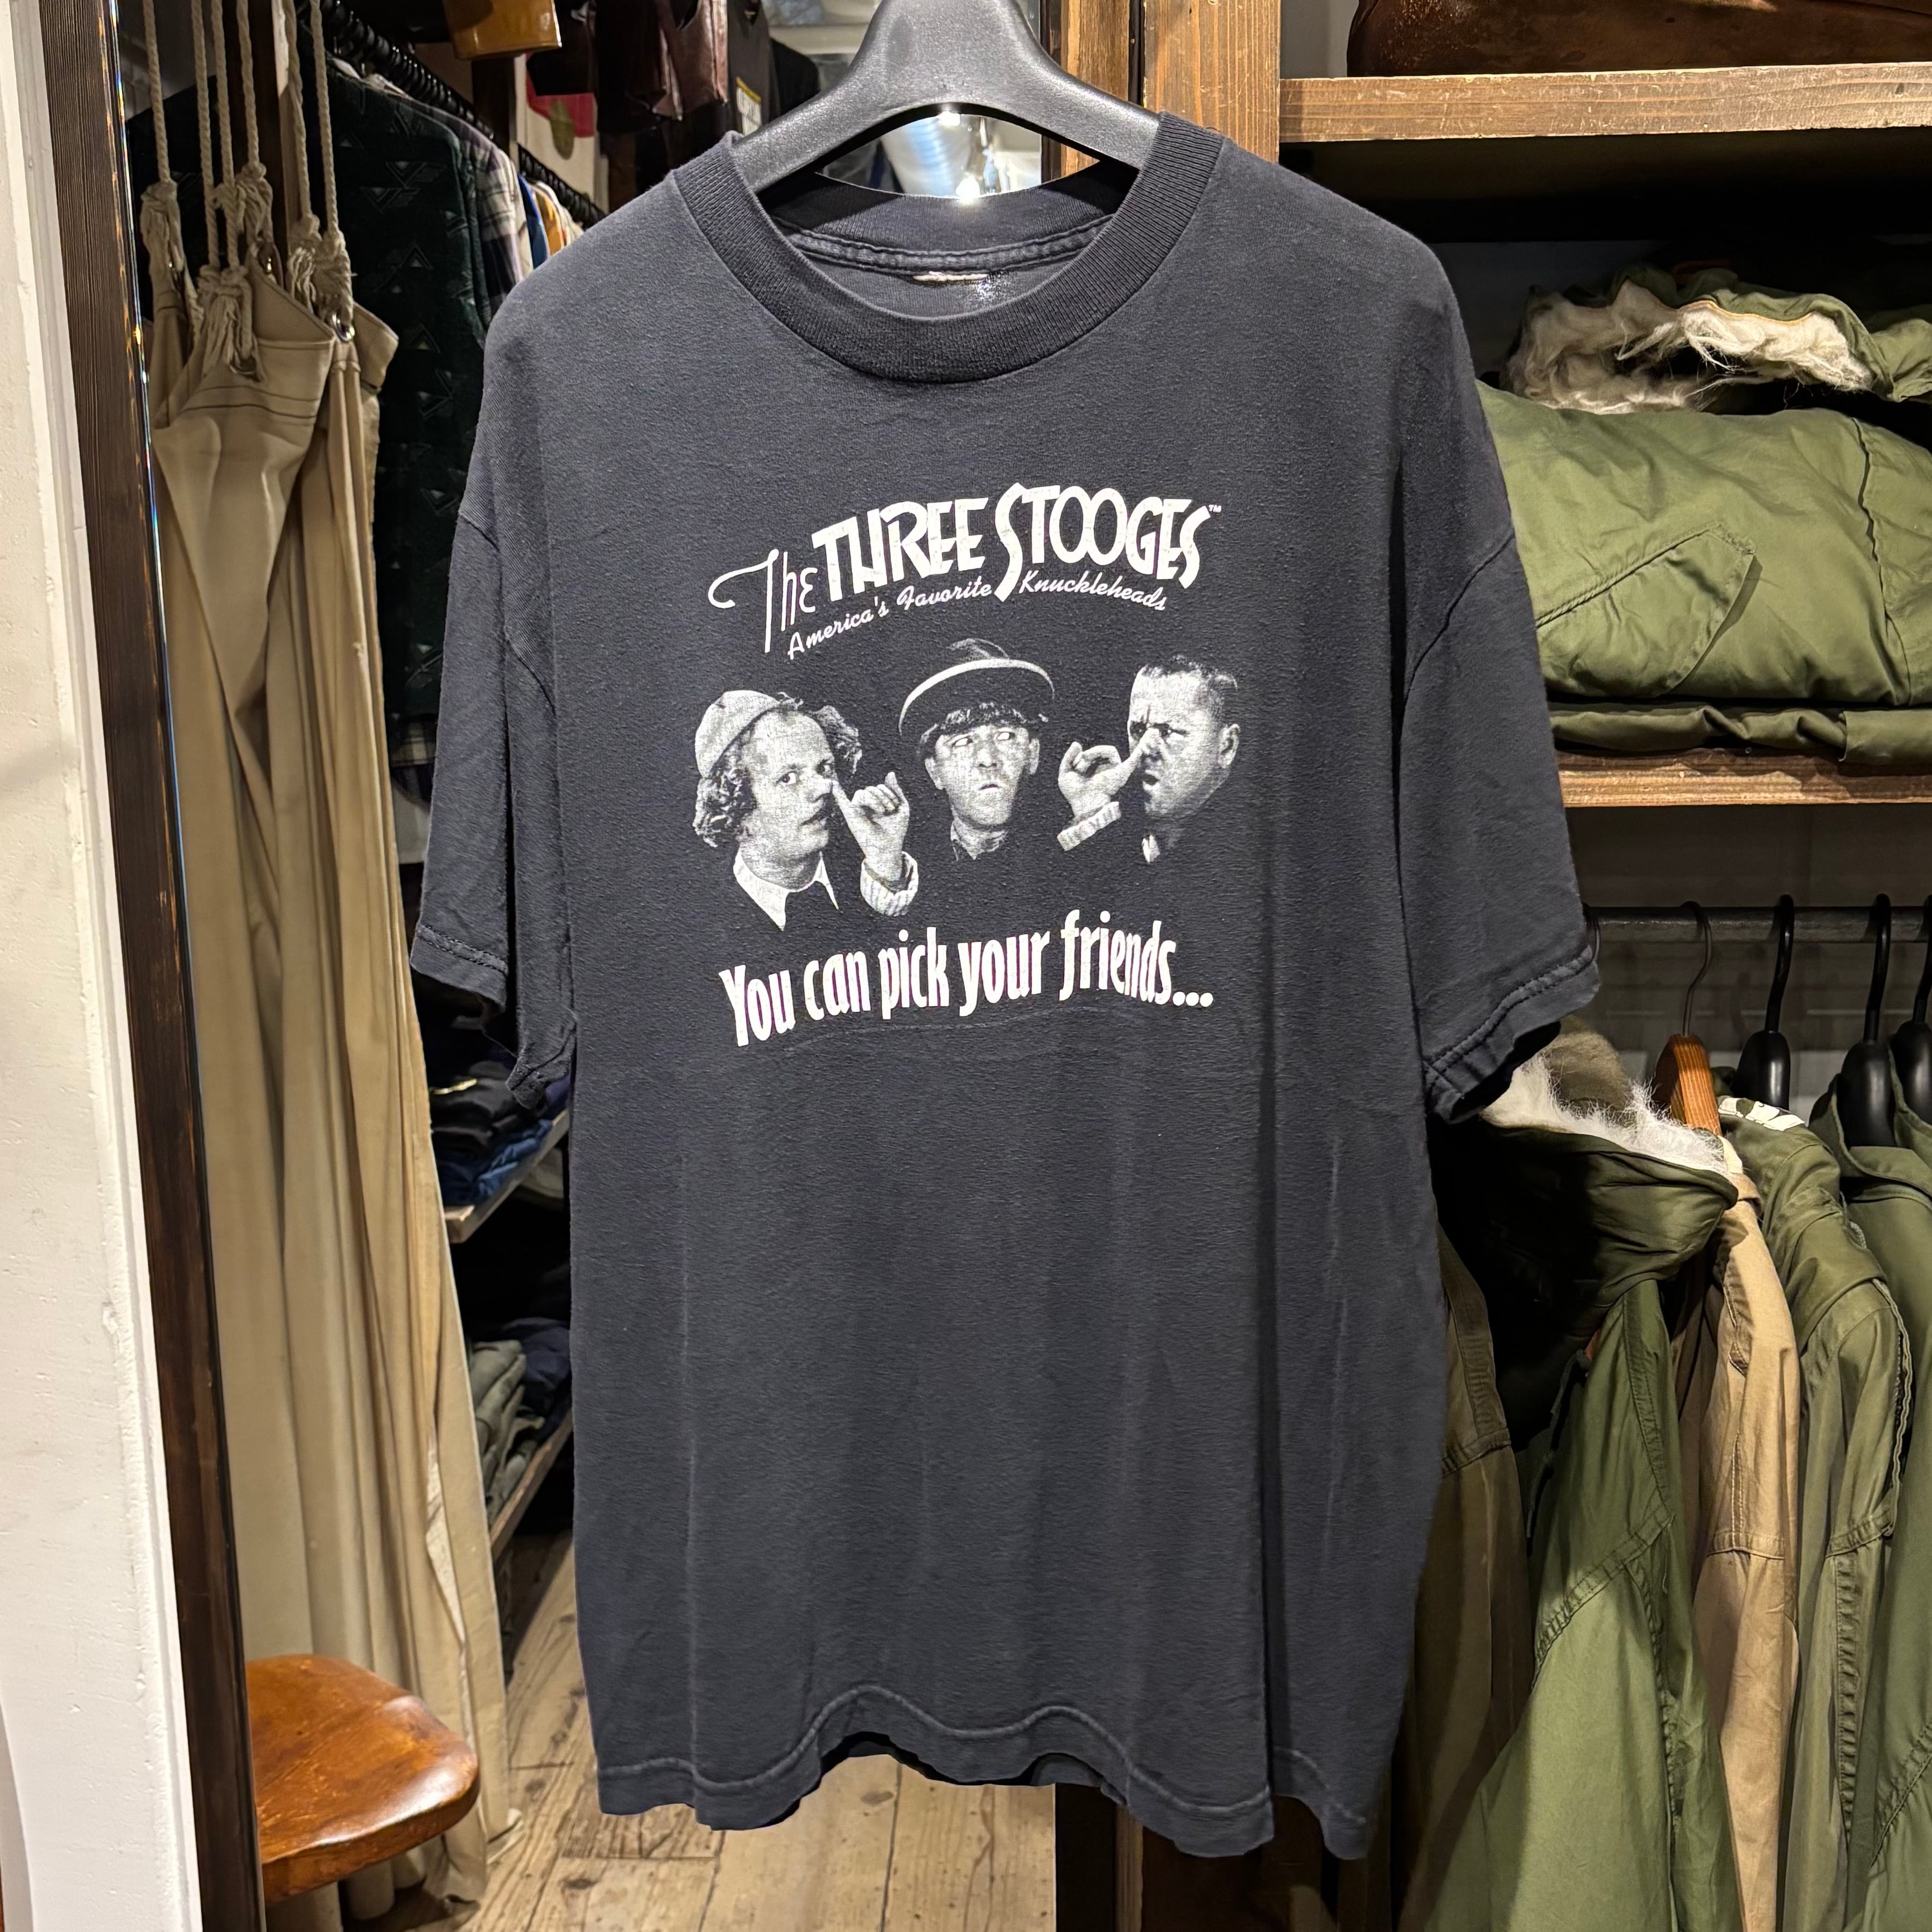 The THREE STOOGES™
America's Favorite Knuckleheads
You can pick your friends...